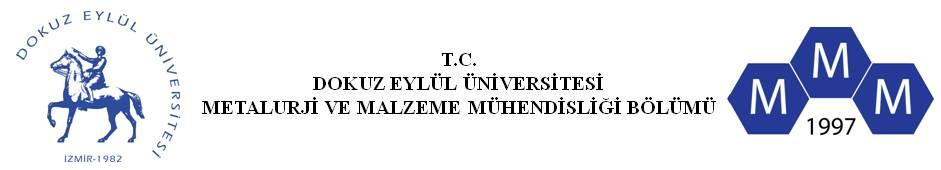 DOKUZ EYLÜL ÜNİVERSİTESİ
İZMİR-1982
T.C.
DOKUZ EYLÜL ÜNİVERSİTESİ
METALURJİ VE MALZEME MÜHENDİSLİĞİ BÖLÜMÜ
M M M
1997